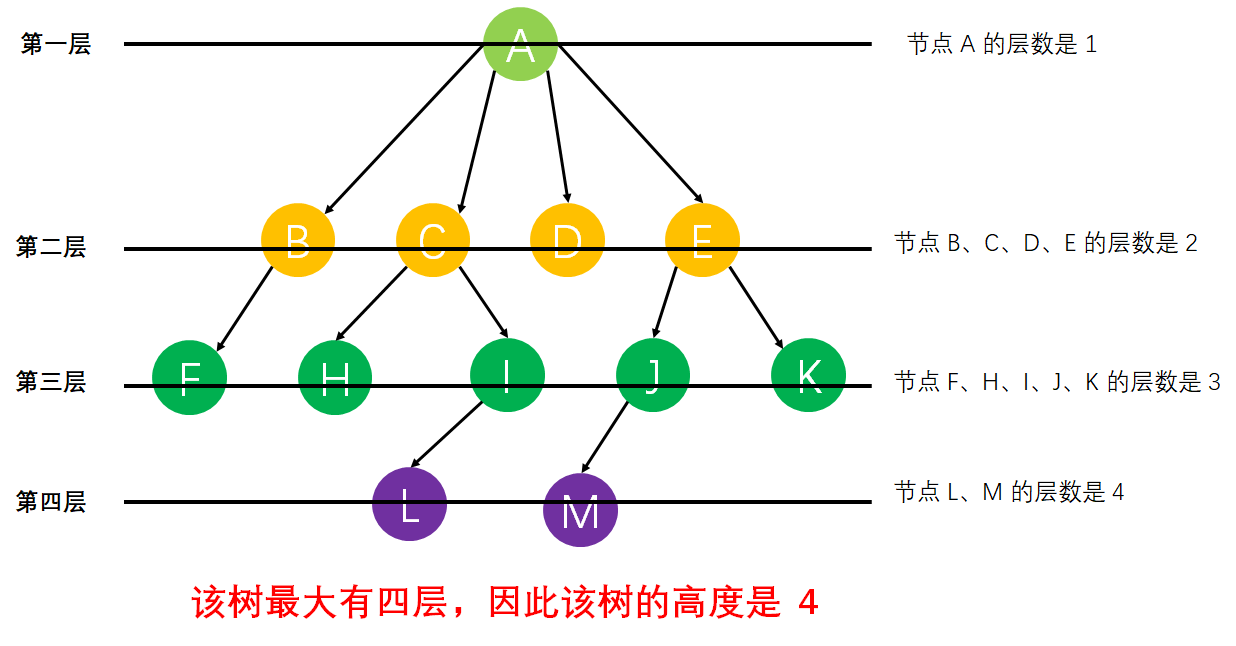 第一层
A
节点 A 的层数是 1
第二层
B
C
D
E
节点 B、C、D、E 的层数是 2
第三层
F
H
I
J
K
节点 F、H、I、J、K 的层数是 3
第四层
L
M
节点 L、M 的层数是 4
该树最大有四层，因此该树的高度是 4